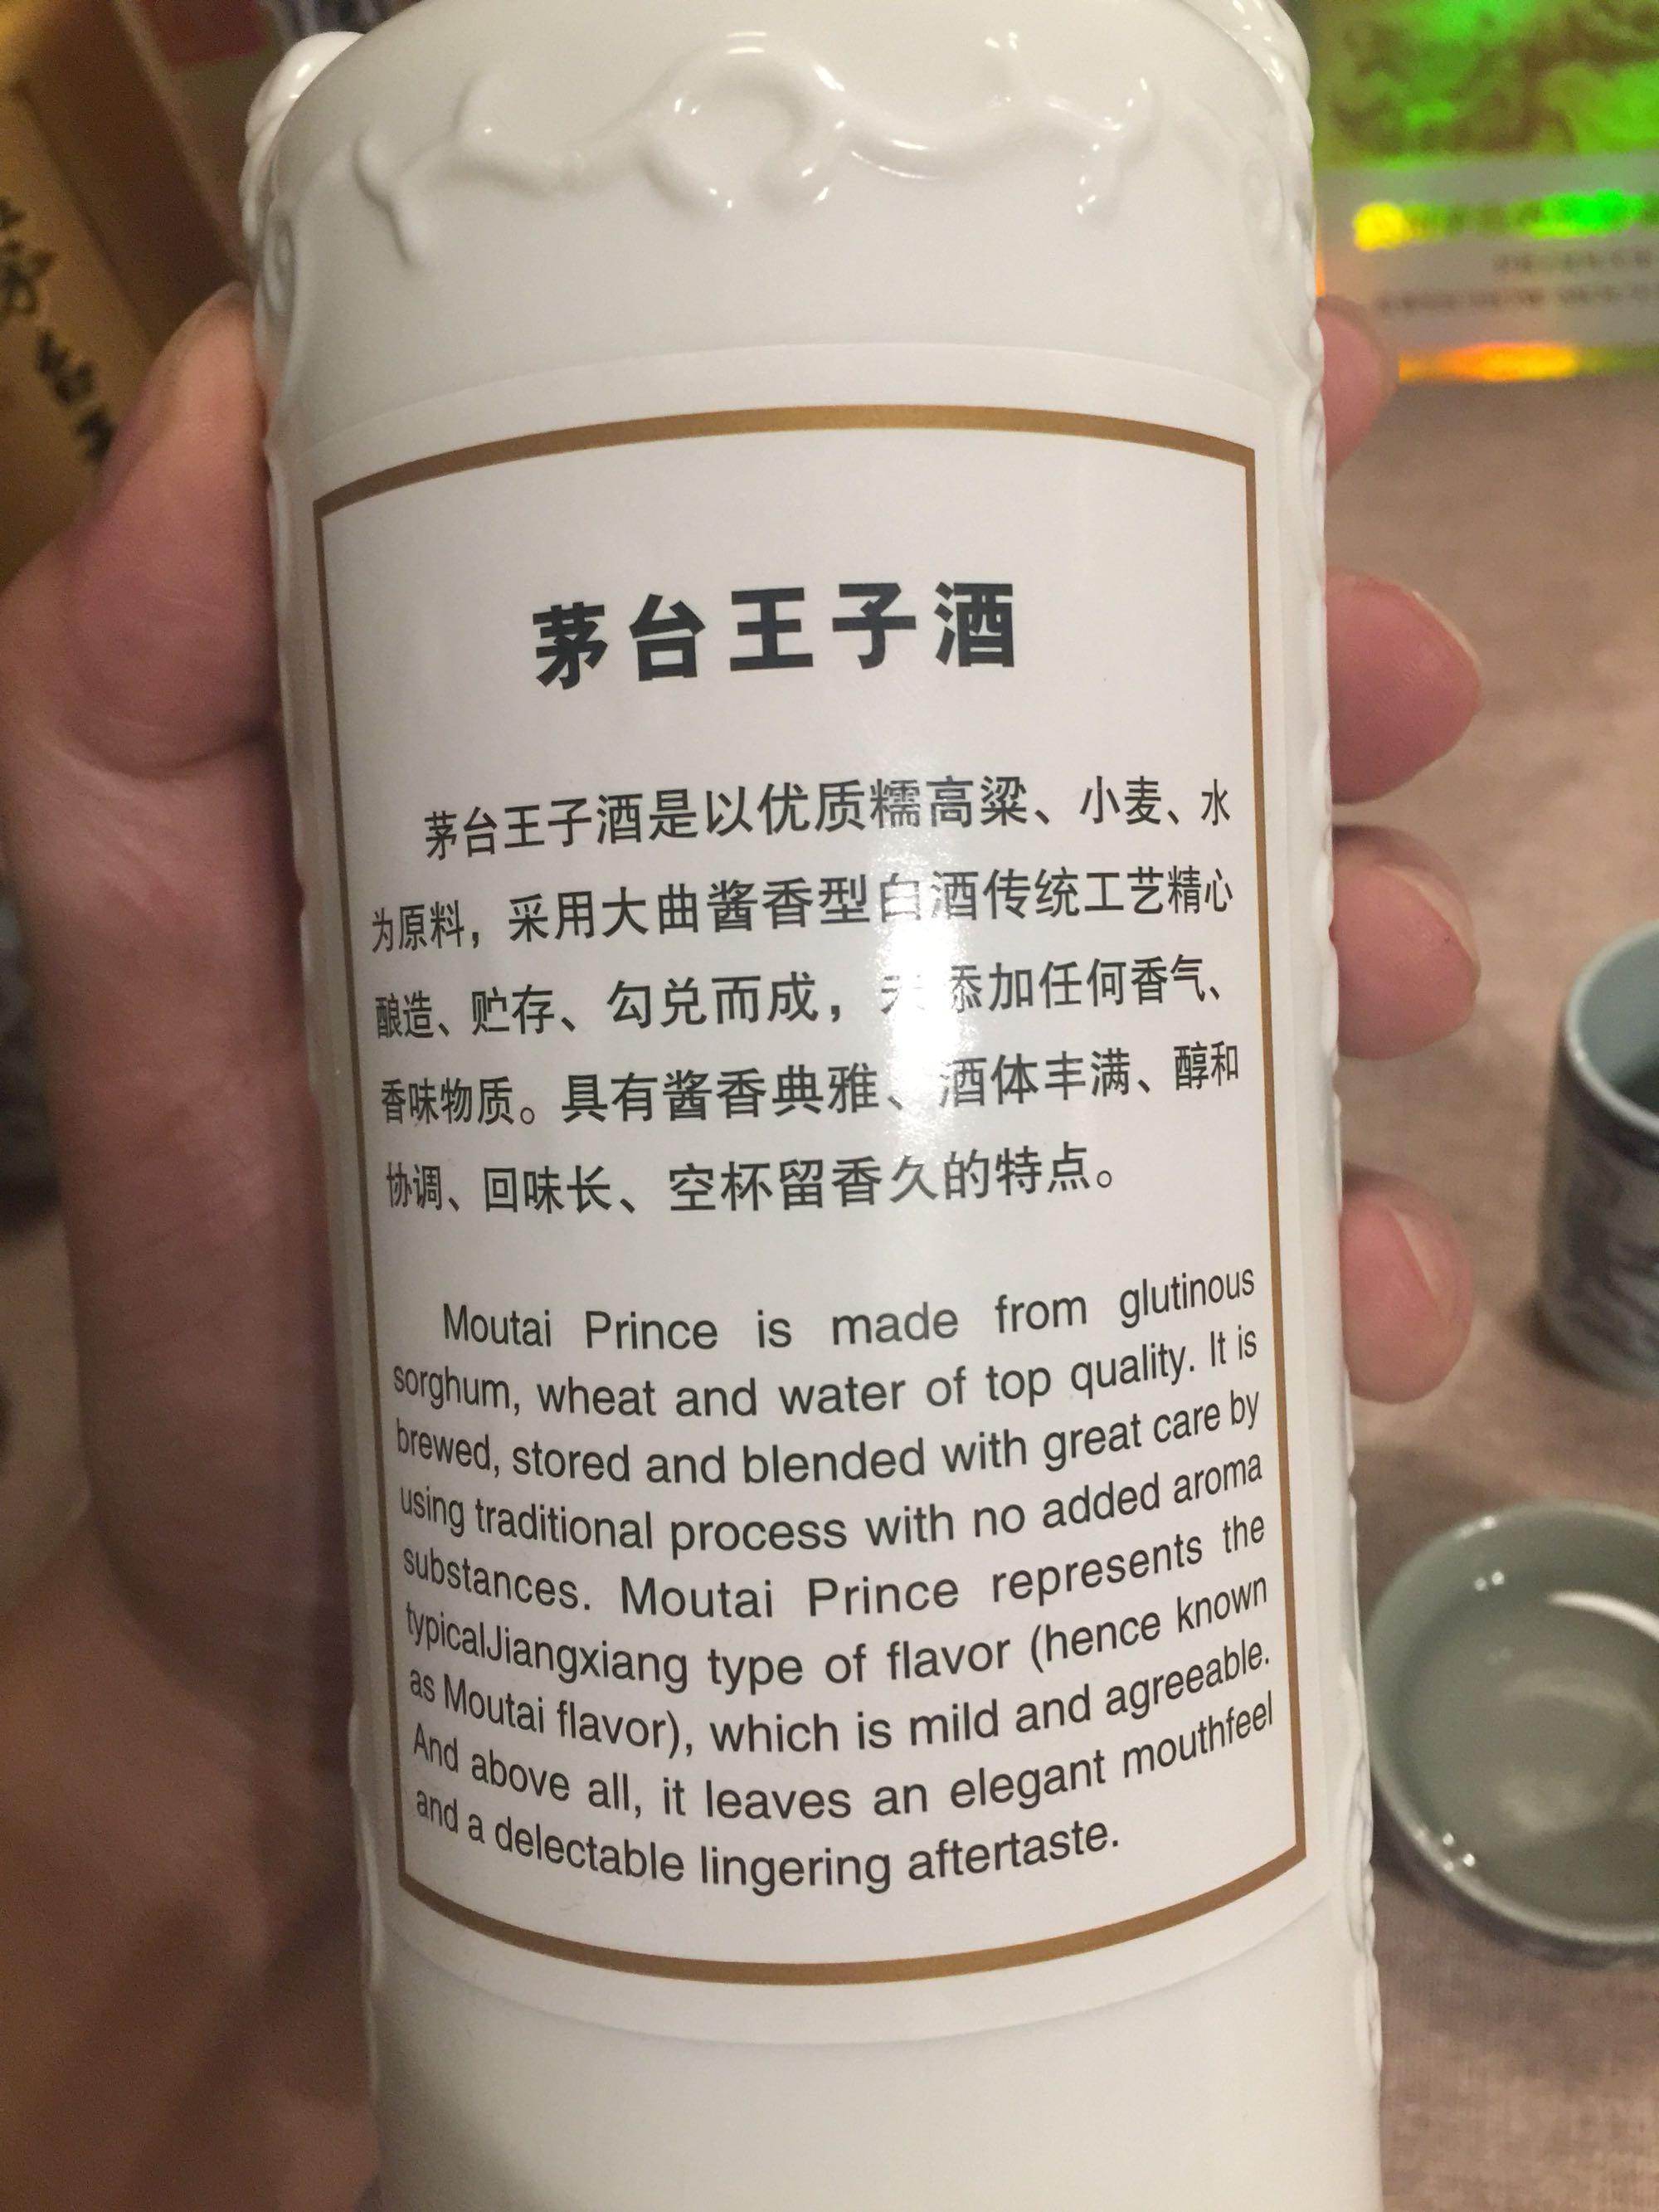 茅台王子酒
茅台王子酒是以优质糯高粱、小麦、水
为原料，采用大曲酱香型白酒传统工艺精心
酿造、贮存、勾兑而成，未添加任何香气、
香味物质。具有酱香典雅、酒体丰满、醇和
协调、回味长、空杯留香久的特点。
Moutai Prince is made from glutinous
sorghum, wheat and water of top quality. It is
brewed, stored and blended with great care by
using traditional process with no added aroma
substances. Moutai Prince represents the
typicalJiangxiang type of flavor (hence known
as Moutai flavor), which is mild and agreeable.
And above all, it leaves an elegant mouthfeel
and a delectable lingering aftertaste.